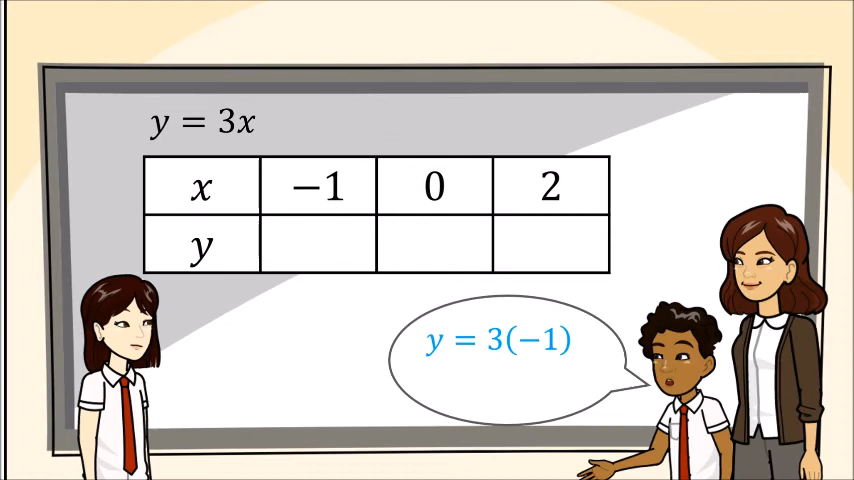 y = 3x
x −1 0 2
y
y = 3(−1)